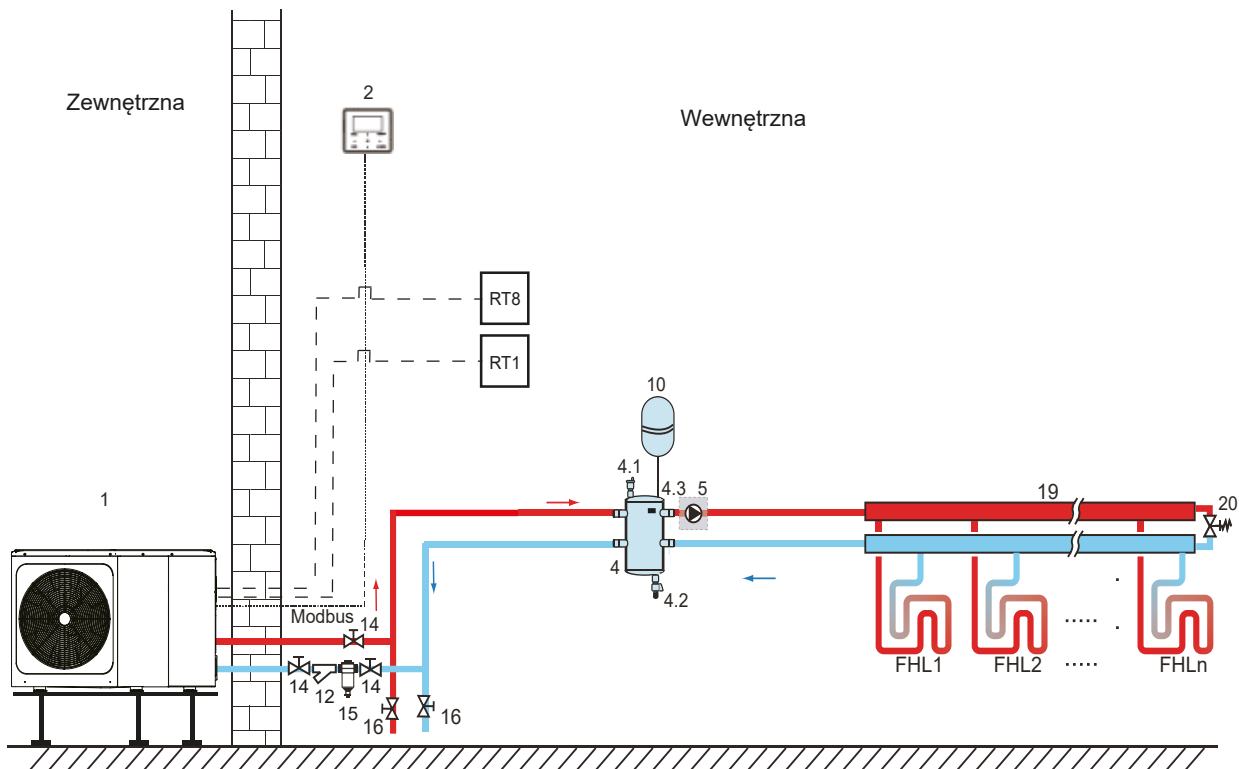 Zewnętrzna
2
Wewnętrzna
RT8
RT1
10
4.1
4.3
5
19
20
1
4
4.2
Modbus
14
14
12
14
15
16
16
FHL1
FHL2
.....
.....
FHLn